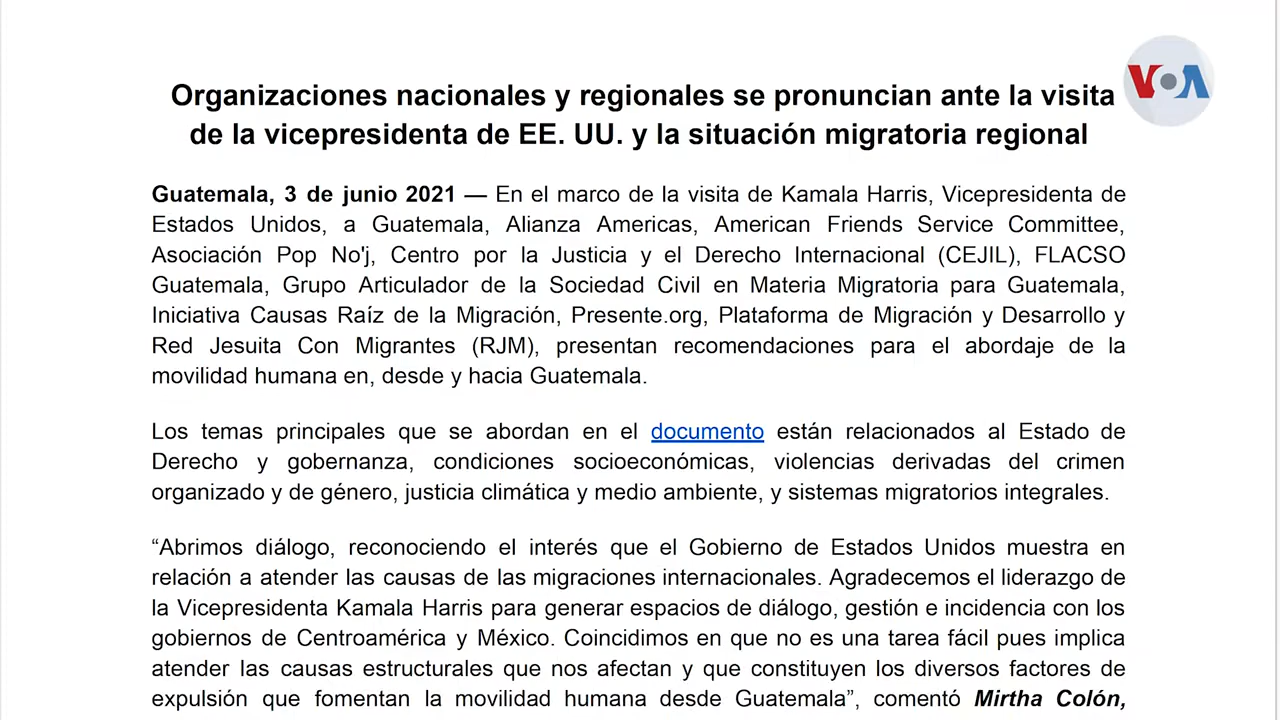 VOA
Organizaciones nacionales y regionales se pronuncian ante la visita
de la vicepresidenta de EE. UU. y la situación migratoria regional
Guatemala, 3 de junio 2021 — En el marco de la visita de Kamala Harris, Vicepresidenta de
Estados Unidos, a Guatemala, Alianza Americas, American Friends Service Committee,
Asociación Pop No'j, Centro por la Justicia y el Derecho Internacional (CEJIL), FLACSO
Guatemala, Grupo Articulador de la Sociedad Civil en Materia Migratoria para Guatemala,
Iniciativa Causas Raíz de la Migración, Presente.org, Plataforma de Migración y Desarrollo y
Red Jesuita Con Migrantes (RJM), presentan recomendaciones para el abordaje de la
movilidad humana en, desde y hacia Guatemala.
Los temas principales que se abordan en el documento están relacionados al Estado de
Derecho y gobernanza, condiciones socioeconómicas, violencias derivadas del crimen
organizado y de género, justicia climática y medio ambiente, y sistemas migratorios integrales.
“Abrimos diálogo, reconociendo el interés que el Gobierno de Estados Unidos muestra en
relación a atender las causas de las migraciones internacionales. Agradecemos el liderazgo de
la Vicepresidenta Kamala Harris para generar espacios de diálogo, gestión e incidencia con los
gobiernos de Centroamérica y México. Coincidimos en que no es una tarea fácil pues implica
atender las causas estructurales que nos afectan y que constituyen los diversos factores de
expulsión que fomentan la movilidad humana desde Guatemala”, comentó Mirtha Colón,